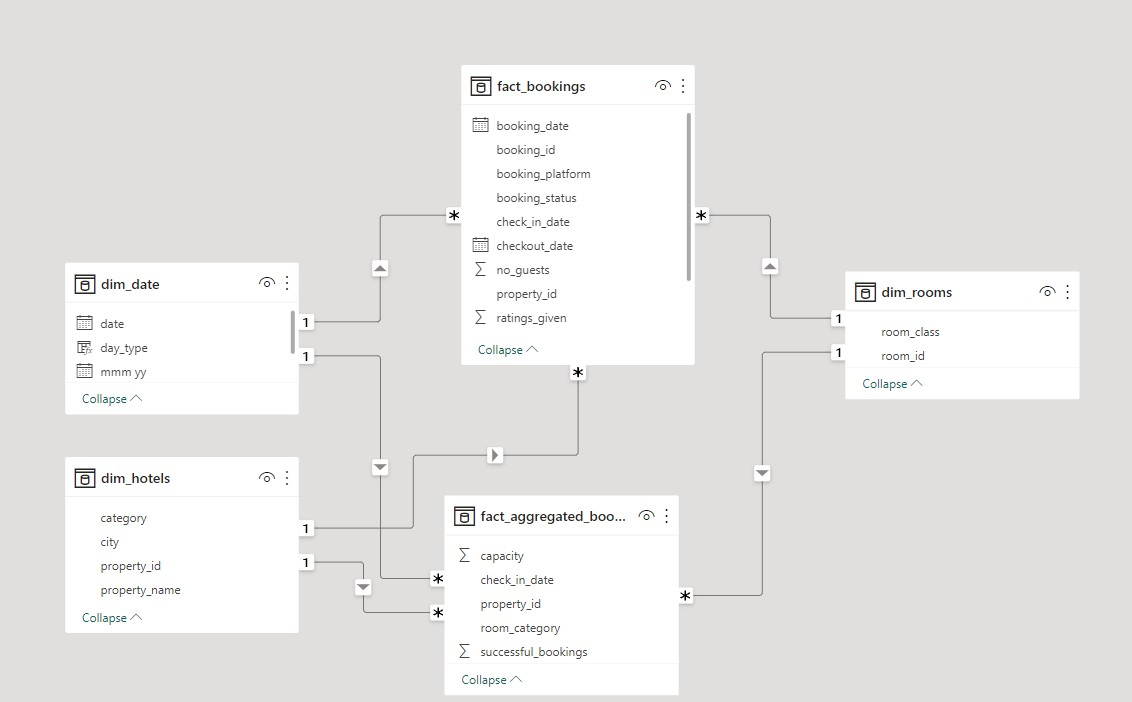 fact_bookings
booking_date
booking_id
booking_platform
booking_status
check_in_date
checkout_date
no_guests
property_id
ratings_given
Collapse
*
*
*
dim_date
date
day_type
mmm yy
Collapse
1
1
dim_rooms
room_class
room_id
Collapse
1
1
dim_hotels
category
city
property_id
property_name
Collapse
1
1
fact_aggregated_boo...
capacity
check_in_date
property_id
room_category
successful_bookings
Collapse
*
*
*